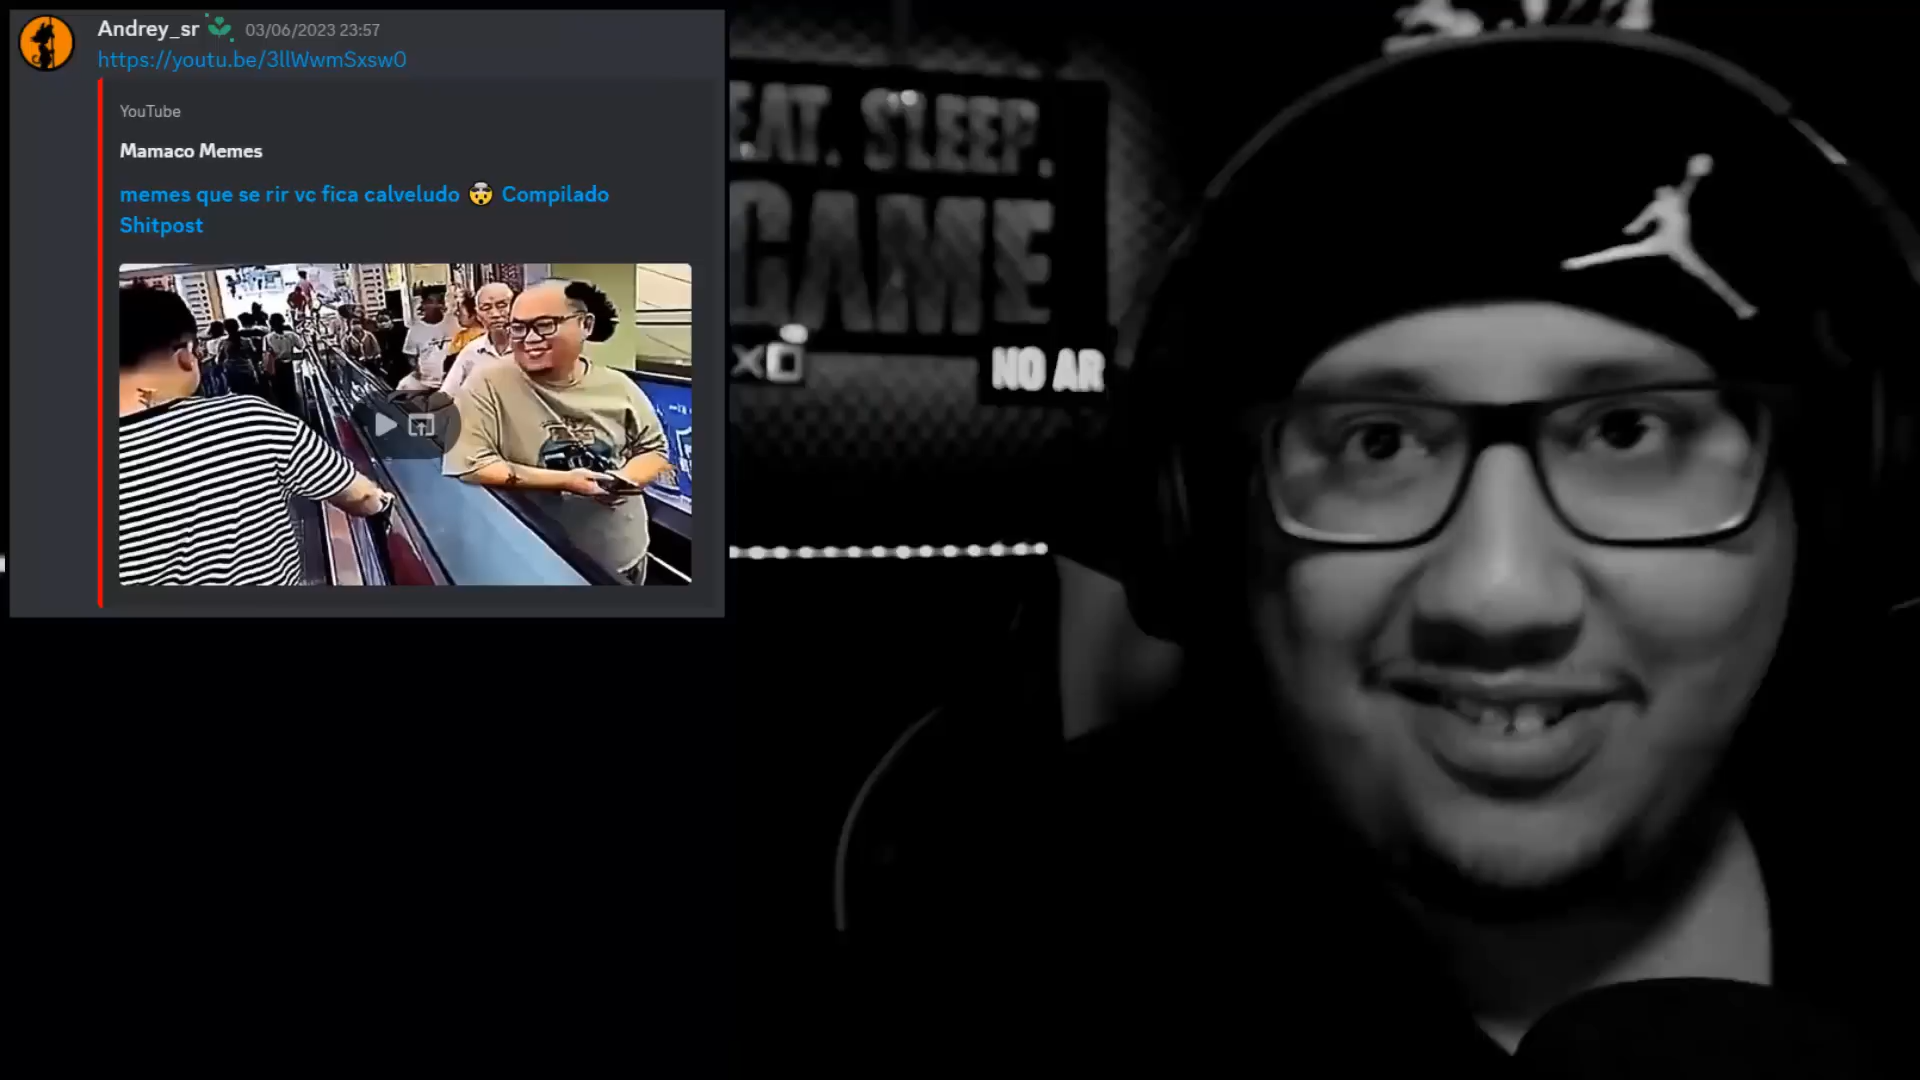 Andrey_sr 03/06/2023 23:57
https://youtu.be/3llWwmSxsw0
YouTube
Mamaco Memes
memes que se rir vc fica calveludo 🤯 Compilado
Shitpost
EAT. SLEEP.
GAME
NO AR